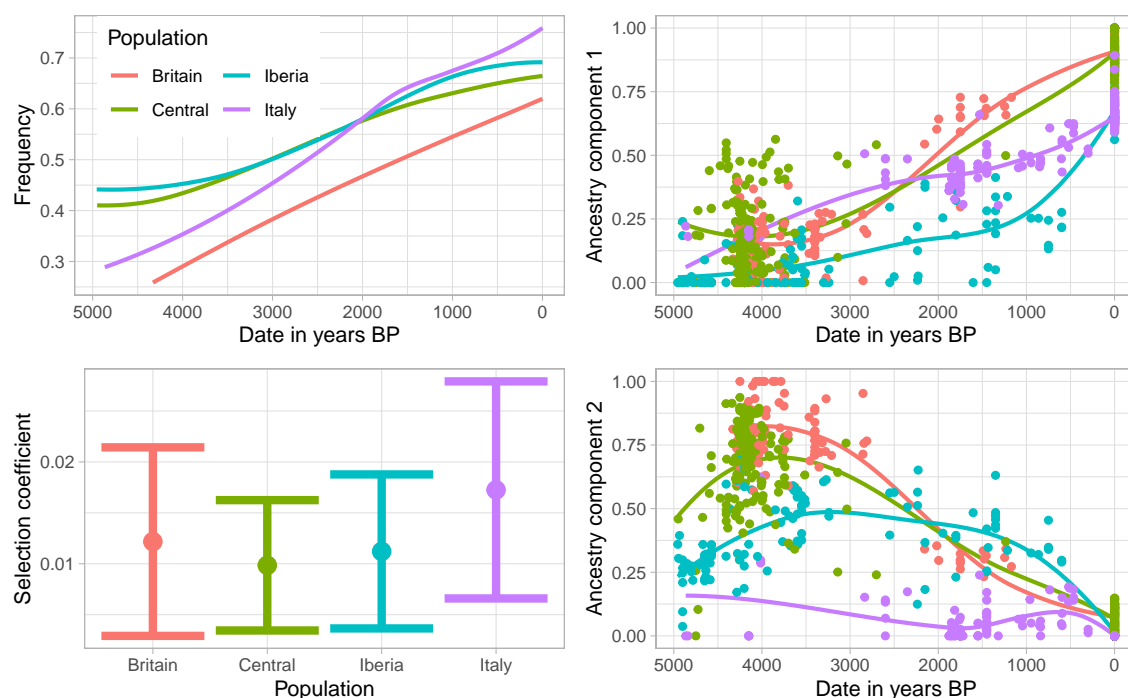 Population
Britain
Iberia
Central
Italy
Frequency
0.7
0.6
0.5
0.4
0.3
5000 4000 3000 2000 1000 0
Date in years BP
Ancestry component 1
1.00
0.75
0.50
0.25
0.00
5000 4000 3000 2000 1000 0
Date in years BP
Selection coefficient
0.02
0.01
Britain Central Iberia Italy
Population
Ancestry component 2
1.00
0.75
0.50
0.25
0.00
5000 4000 3000 2000 1000 0
Date in years BP